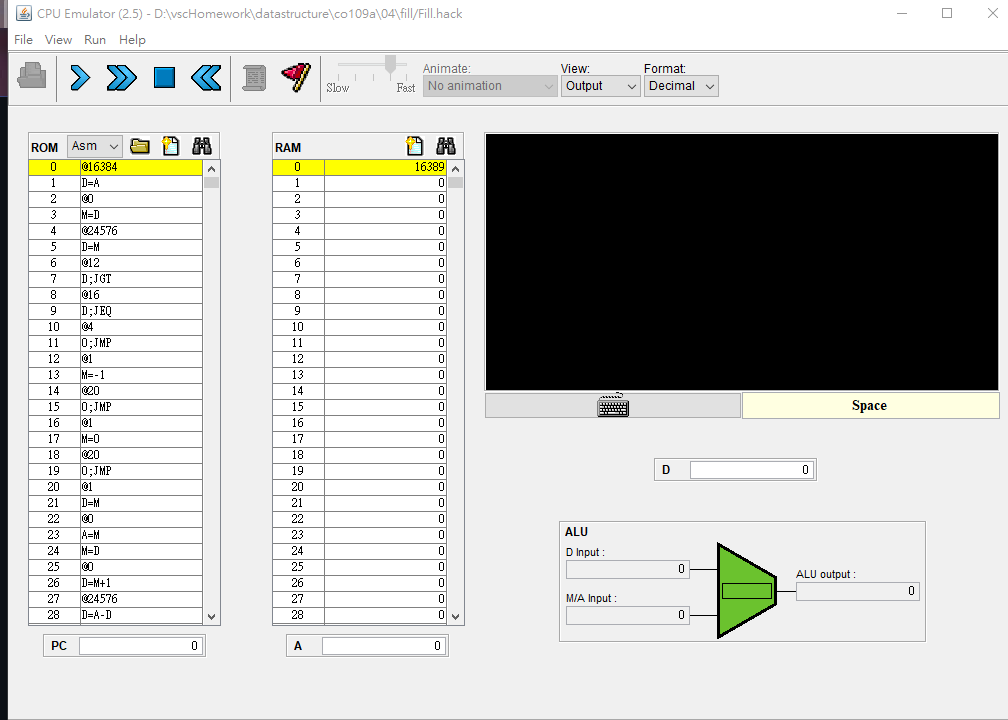 CPU Emulator (2.5) - D:\vscHomework\datastructure\co109a\04\fill/Fill.hack
File View Run Help
Slow Fast
Animate:
No animation
View:
Output
Format:
Decimal
ROM Asm
0 @16384
1 D=A
2 @0
3 M=D
4 @24576
5 D=M
6 @12
7 D;JGT
8 @16
9 D;JEQ
10 @4
11 0;JMP
12 @1
13 M=-1
14 @20
15 0;JMP
16 @1
17 M=0
18 @20
19 0;JMP
20 @1
21 D=M
22 @0
23 A=M
24 M=D
25 @0
26 D=M+1
27 @24576
28 D=A-D
PC 0
RAM
0 16389
1 0
2 0
3 0
4 0
5 0
6 0
7 0
8 0
9 0
10 0
11 0
12 0
13 0
14 0
15 0
16 0
17 0
18 0
19 0
20 0
21 0
22 0
23 0
24 0
25 0
26 0
27 0
28 0
A 0
Space
D 0
ALU
D Input :
0
M/A Input :
0
ALU output :
0